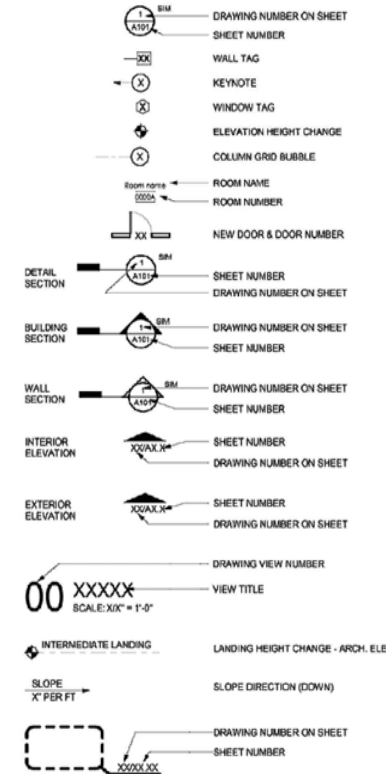 1 SIM DRAWING NUMBER ON SHEET
A101 SHEET NUMBER
XX WALL TAG
X KEYNOTE
X WINDOW TAG
ELEVATION HEIGHT CHANGE
X COLUMN GRID BUBBLE
Room name ROOM NAME
0000A ROOM NUMBER
XX NEW DOOR & DOOR NUMBER
DETAIL SECTION
1 SIM
A101 SHEET NUMBER
DRAWING NUMBER ON SHEET
BUILDING SECTION
1 SIM DRAWING NUMBER ON SHEET
A101 SHEET NUMBER
WALL SECTION
1 SIM DRAWING NUMBER ON SHEET
A101 SHEET NUMBER
INTERIOR ELEVATION
XX/AX.X SHEET NUMBER
DRAWING NUMBER ON SHEET
EXTERIOR ELEVATION
XX/AX.X SHEET NUMBER
DRAWING NUMBER ON SHEET
DRAWING VIEW NUMBER
00 XXXXX VIEW TITLE
SCALE: X/X" = 1'-0"
INTERMEDIATE LANDING LANDING HEIGHT CHANGE - ARCH. ELE
SLOPE
X" PER FT SLOPE DIRECTION (DOWN)
DRAWING NUMBER ON SHEET
SHEET NUMBER
XX/XX.XX